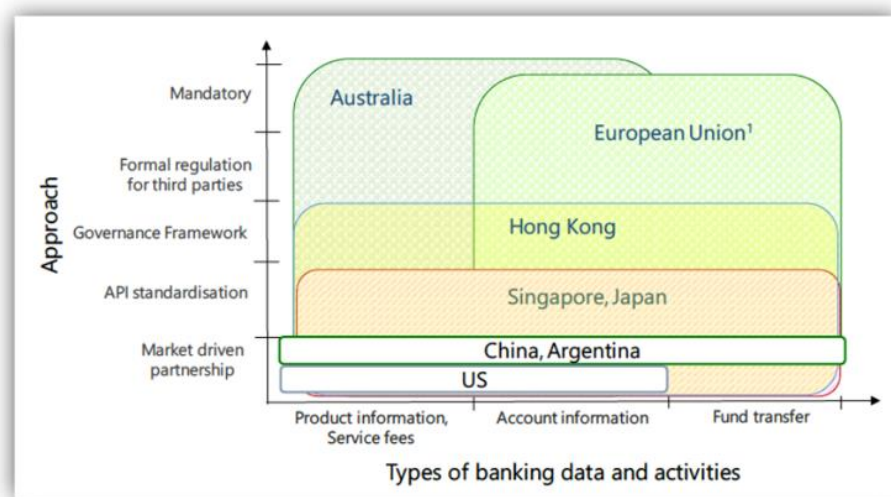 Mandatory
Australia
European Union¹
Formal regulation
for third parties
Governance Framework
Hong Kong
Approach
API standardisation
Singapore, Japan
Market driven
partnership
China, Argentina
US
Product information,
Service fees
Account information
Fund transfer
Types of banking data and activities